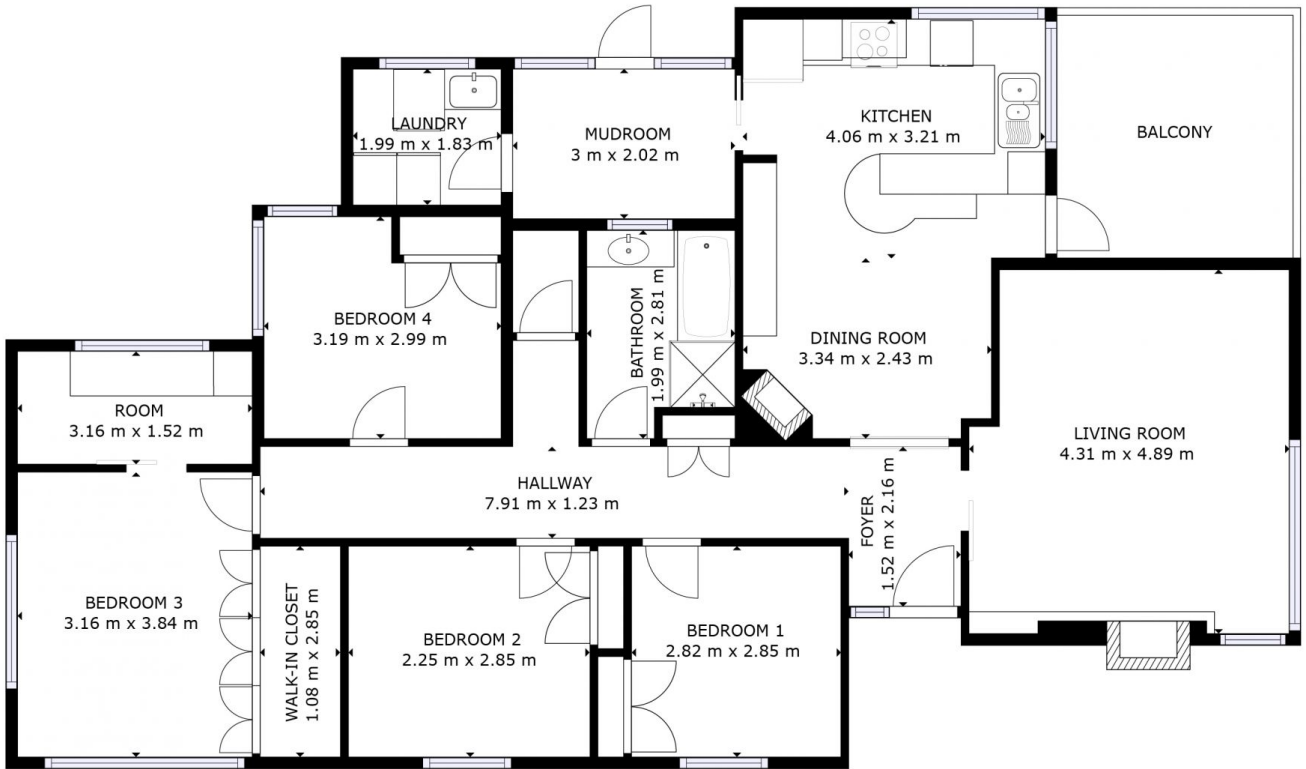 LAUNDRY
1.99 m x 1.83 m
MUDROOM
3 m x 2.02 m
KITCHEN
4.06 m x 3.21 m
BALCONY
BEDROOM 4
3.19 m x 2.99 m
BATHROOM
1.99 m x 2.81 m
DINING ROOM
3.34 m x 2.43 m
ROOM
3.16 m x 1.52 m
LIVING ROOM
4.31 m x 4.89 m
HALLWAY
7.91 m x 1.23 m
FOYER
1.52 m x 2.16 m
BEDROOM 3
3.16 m x 3.84 m
WALK-IN CLOSET
1.08 m x 2.85 m
BEDROOM 2
2.25 m x 2.85 m
BEDROOM 1
2.82 m x 2.85 m